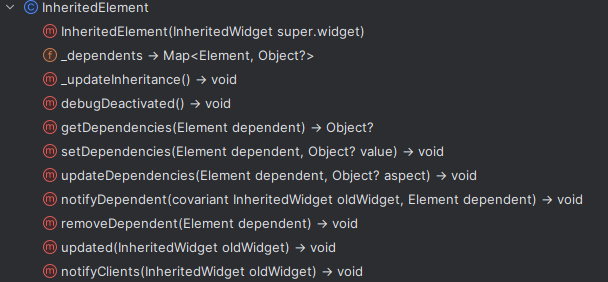 InheritedElement
InheritedElement(InheritedWidget super.widget)
_dependents → Map<Element, Object?>
_updateInheritance() → void
debugDeactivated() → void
getDependencies(Element dependent) → Object?
setDependencies(Element dependent, Object? value) → void
updateDependencies(Element dependent, Object? aspect) → void
notifyDependent(covariant InheritedWidget oldWidget, Element dependent) → void
removeDependent(Element dependent) → void
updated(InheritedWidget oldWidget) → void
notifyClients(InheritedWidget oldWidget) → void